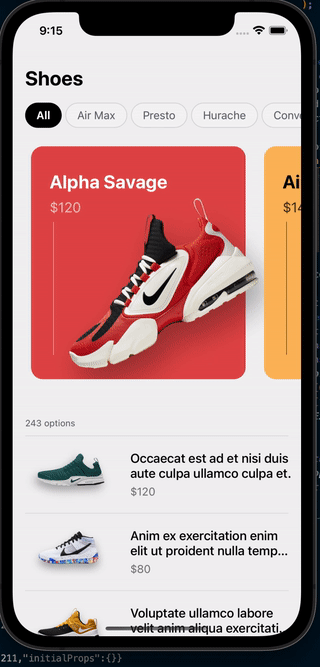 );
9:15
Shoes
All
Air Max
Presto
Hurache
Conve
Alpha Savage
$120
Ai
$14
243 options
Occaecat est ad et nisi duis
aute culpa ullamco culpa et.
$120
Anim ex exercitation enim
elit ut proident nulla temp...
$80
Voluptate ullamco labore
velit anim aliqua exercitati...
211,"initialProps":{}}